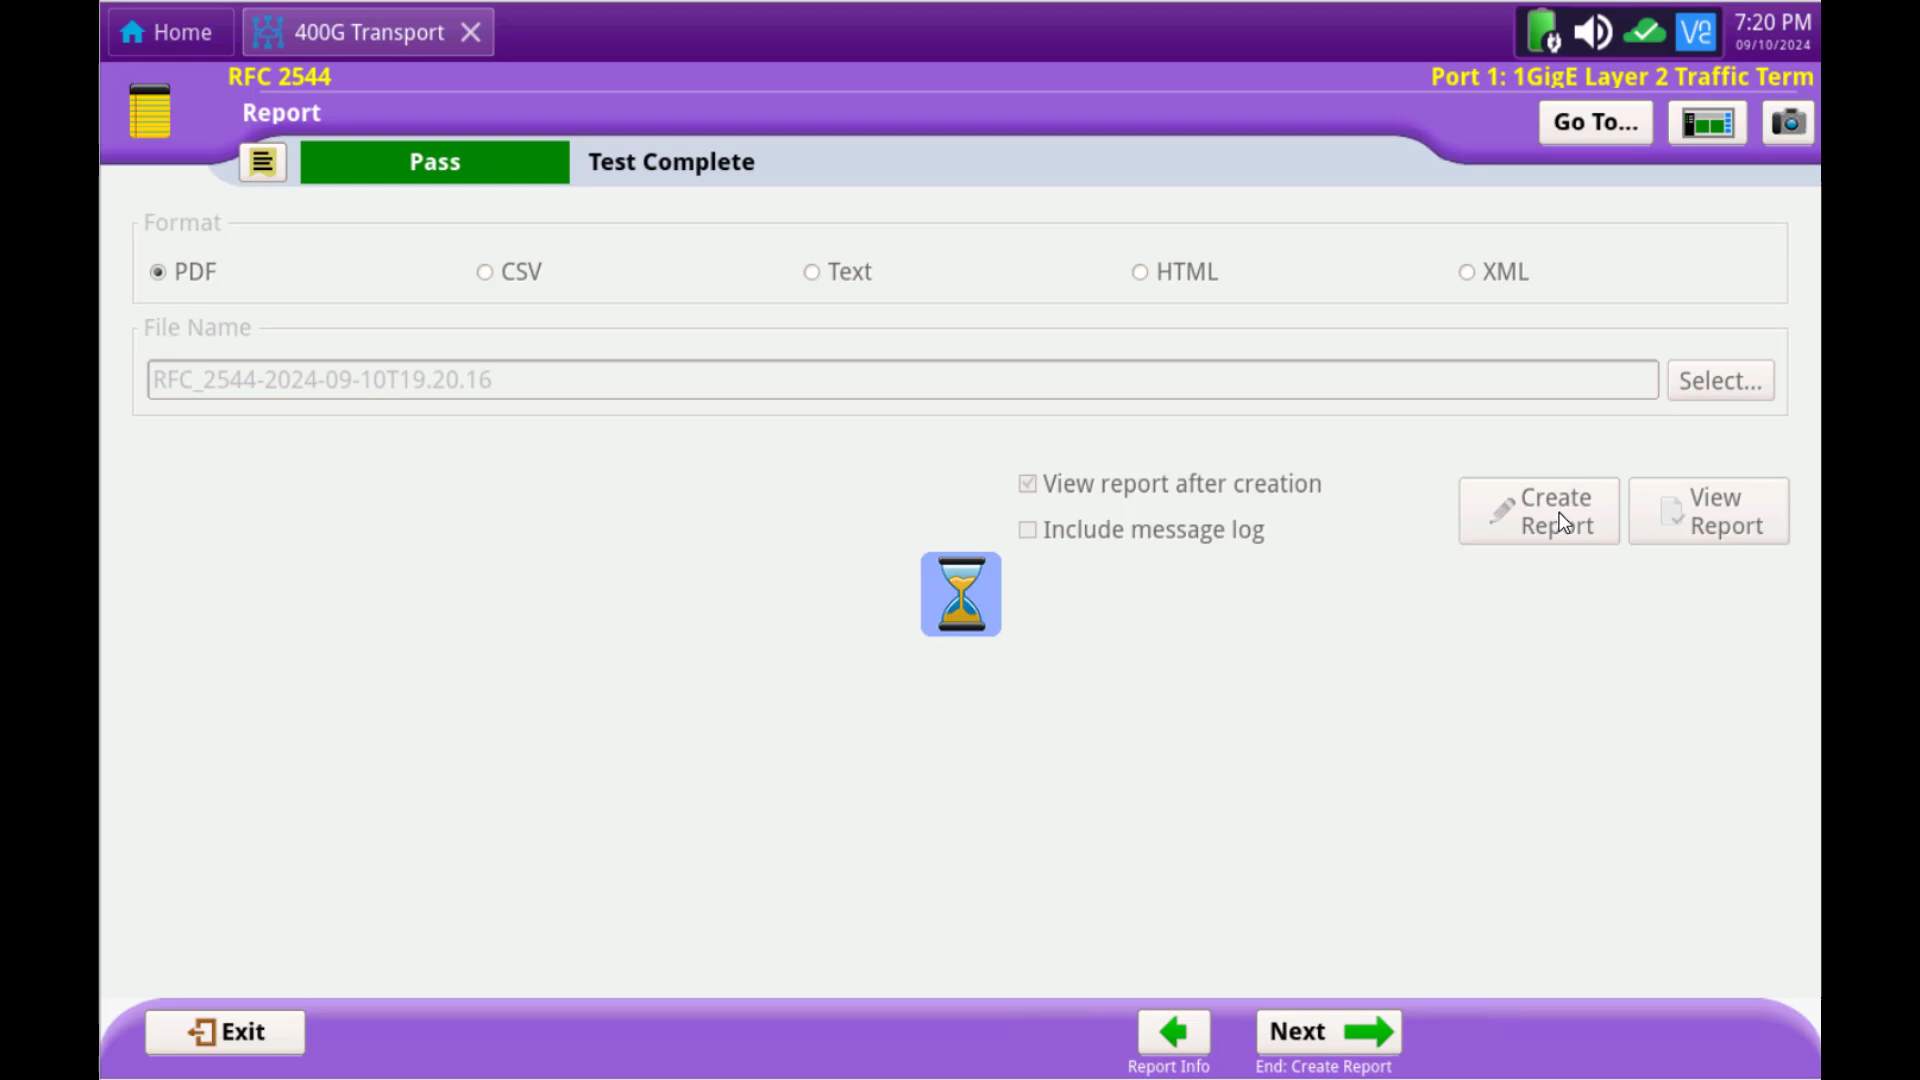 Home
400G Transport
7:20 PM
09/10/2024
RFC 2544
Port 1: 1GigE Layer 2 Traffic Term
Report
Go To...
Pass
Test Complete
Format
PDF
CSV
Text
HTML
XML
File Name
RFC_2544-2024-09-10T19.20.16
Select...
View report after creation
Include message log
Create
Report
View
Report
Exit
Next
Report Info
End: Create Report